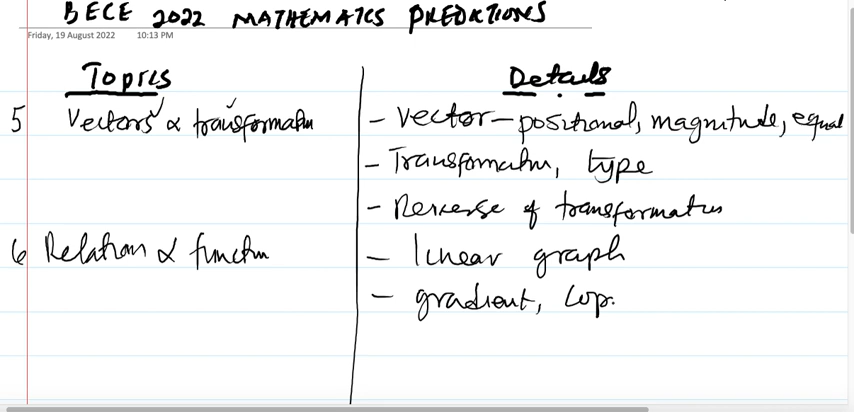 BECE 2022 MATHEMATICS PREDICTIONS
Friday, 19 August 2022 10:13 PM
Topics Details
5 Vectors & transformation - Vector - positional, magnitude, equal
- Transformation, type
- Reverse of transformation
6 Relation & function - linear graph
- gradient,